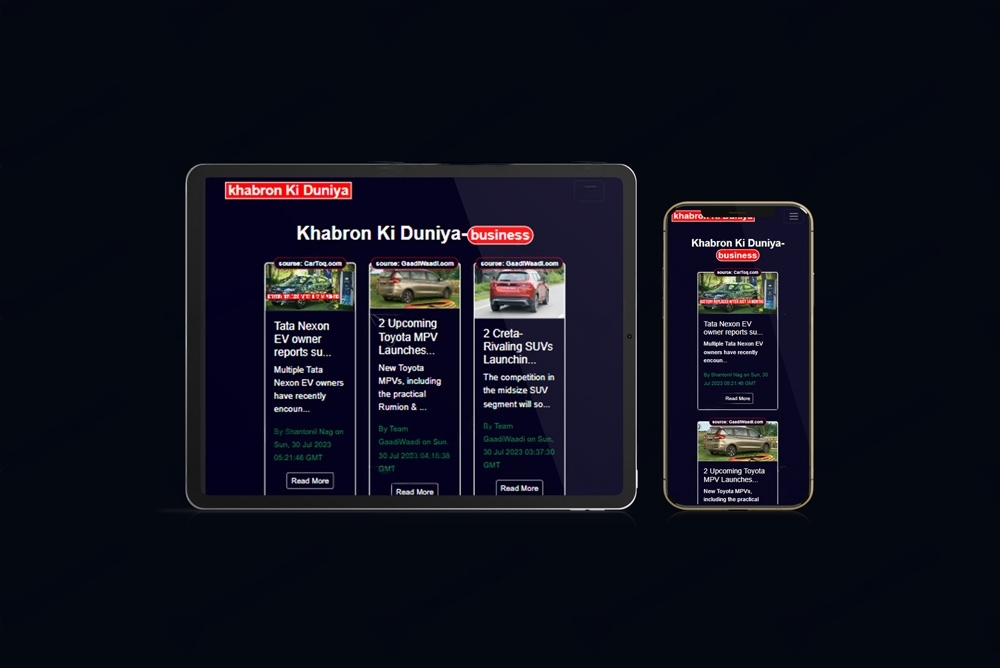 khabron Ki Duniya
Khabron Ki Duniya-business
source: CarToq.com
Tata Nexon
EV owner
reports su...
Multiple Tata
Nexon EV owners
have recently
encoun...
By Shantonil Nag on
Sun, 30 Jul 2023
05:21:46 GMT
Read More
source: GaadiWaadi.com
2 Upcoming
Toyota MPV
Launches...
New Toyota
MPVs, including
the practical
Rumion & ...
By Team
GaadiWaadi on Sun,
30 Jul 2023 04:18:38
GMT
Read More
source: GaadiWaadi.com
2 Creta-
Rivaling SUVs
Launchin...
The competition in
the midsize SUV
segment will so...
By Team
GaadiWaadi on Sun,
30 Jul 2023 03:37:30
GMT
Read More
khabron Ki Duniya
Khabron Ki Duniya-
business
source: CarToq.com
BATTERY REPLACED AFTER JUST 14 MONTHS
Tata Nexon EV
owner reports su...
Multiple Tata Nexon EV
owners have recently
encoun...
By Shantonil Nag on Sun, 30
Jul 2023 05:21:46 GMT
Read More
source: GaadiWaadi.com
2 Upcoming Toyota
MPV Launches...
New Toyota MPVs,
including the practical